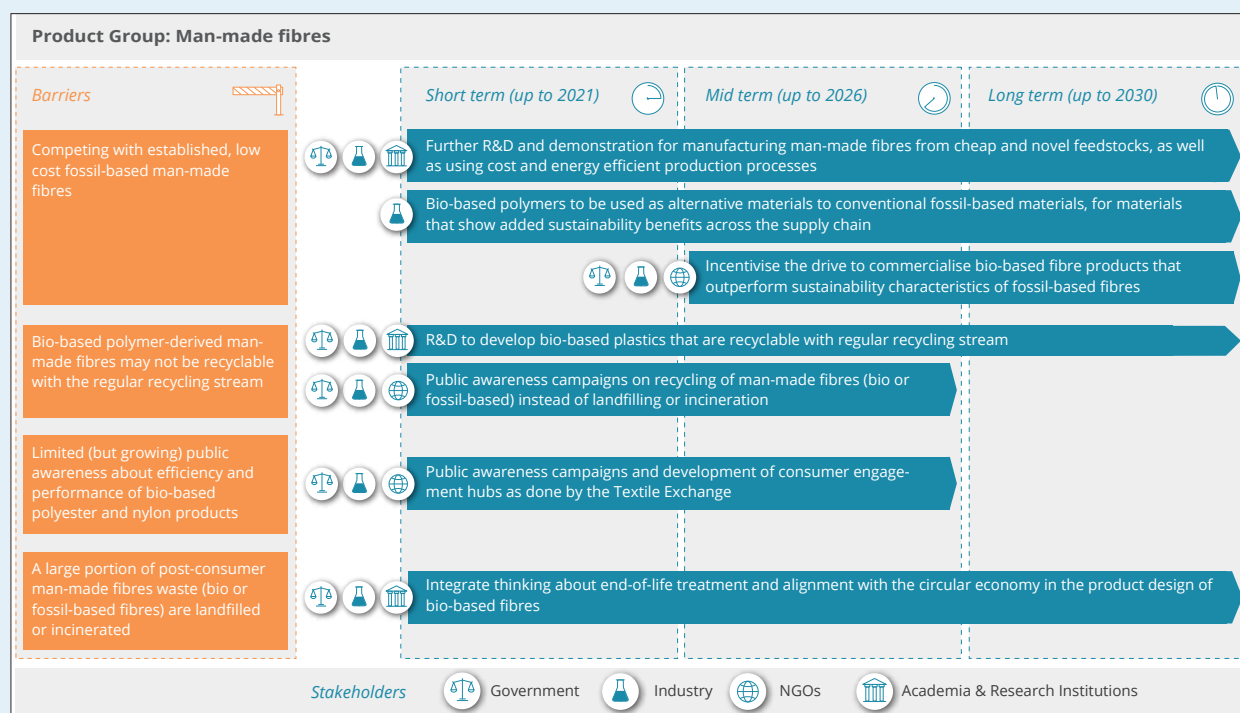 Product Group: Man-made fibres
Barriers
Short term (up to 2021)
Mid term (up to 2026)
Long term (up to 2030)
Competing with established, low
cost fossil-based man-made
fibres
Further R&D and demonstration for manufacturing man-made fibres from cheap and novel feedstocks, as well
as using cost and energy efficient production processes
Bio-based polymers to be used as alternative materials to conventional fossil-based materials, for materials
that show added sustainability benefits across the supply chain
Incentivise the drive to commercialise bio-based fibre products that
outperform sustainability characteristics of fossil-based fibres
Bio-based polymer-derived man-
made fibres may not be recyclable
with the regular recycling stream
R&D to develop bio-based plastics that are recyclable with regular recycling stream
Public awareness campaigns on recycling of man-made fibres (bio or
fossil-based) instead of landfilling or incineration
Limited (but growing) public
awareness about efficiency and
performance of bio-based
polyester and nylon products
Public awareness campaigns and development of consumer engage-
ment hubs as done by the Textile Exchange
A large portion of post-consumer
man-made fibres waste (bio or
fossil-based fibres) are landfilled
or incinerated
Integrate thinking about end-of-life treatment and alignment with the circular economy in the product design of
bio-based fibres
Stakeholders
Government
Industry
NGOs
Academia & Research Institutions